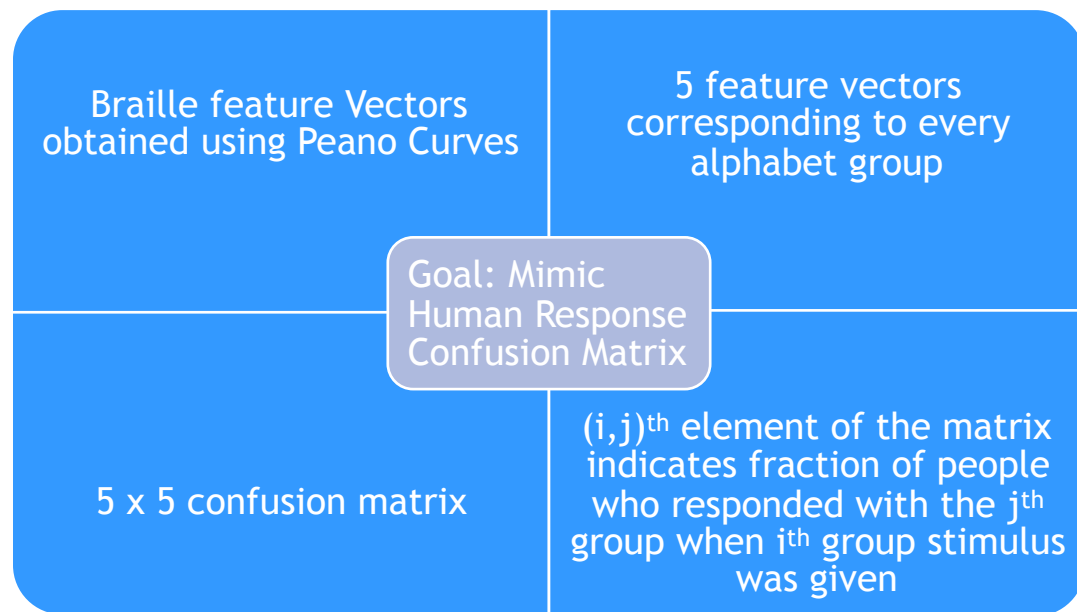 Braille feature Vectors
obtained using Peano Curves
5 feature vectors
corresponding to every
alphabet group
Goal: Mimic
Human Response
Confusion Matrix
5 x 5 confusion matrix
(i,j)ᵗʰ element of the matrix
indicates fraction of people
who responded with the jᵗʰ
group when iᵗʰ group stimulus
was given